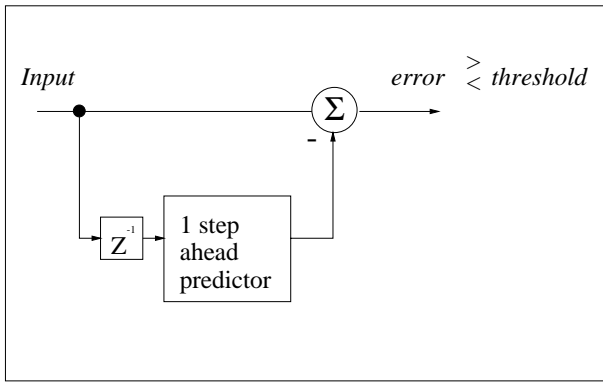 Input
error > < threshold
Σ
-
Z-1
1 step
ahead
predictor